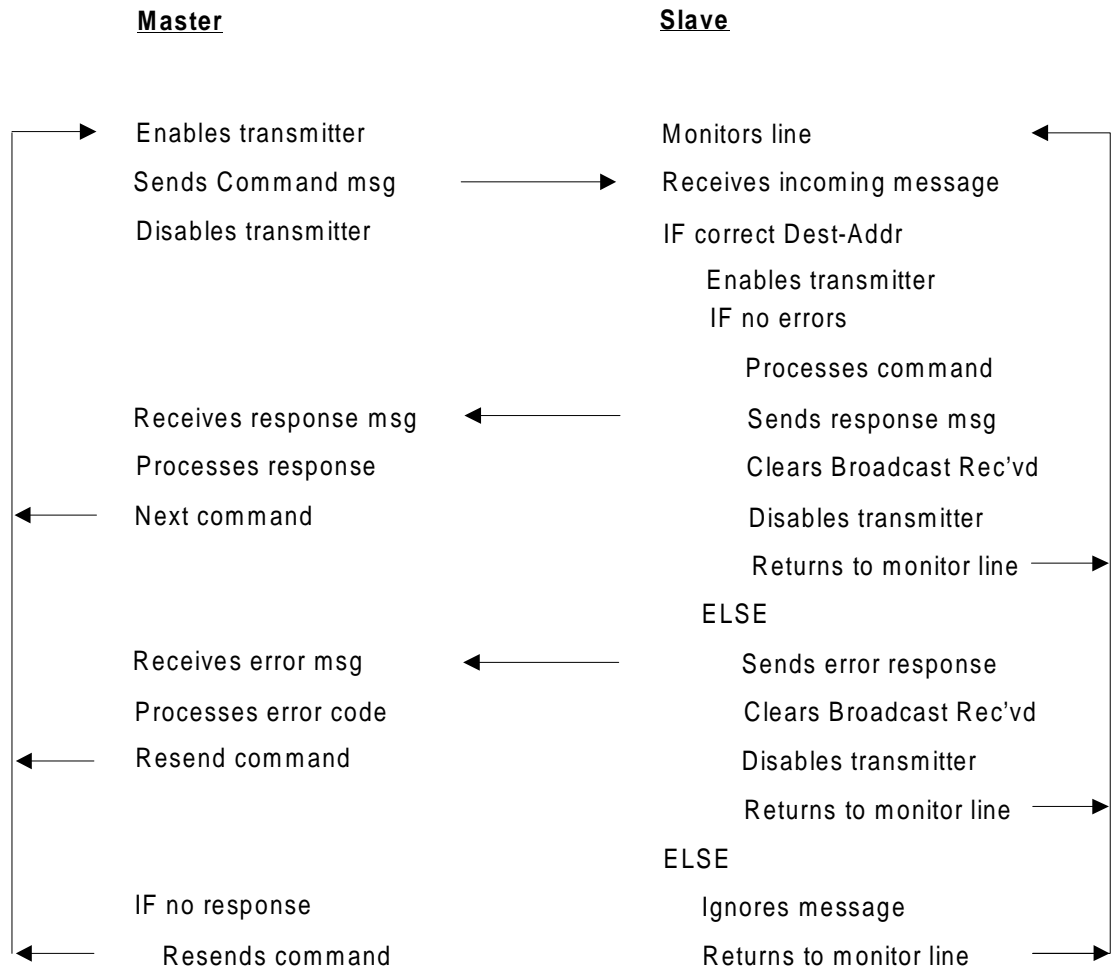 Master
Slave
Enables transmitter
Monitors line
Sends Command msg
Receives incoming message
Disables transmitter
IF correct Dest-Addr
Enables transmitter
IF no errors
Processes command
Receives response msg
Sends response msg
Processes response
Clears Broadcast Rec'vd
Next command
Disables transmitter
Returns to monitor line
ELSE
Receives error msg
Sends error response
Processes error code
Clears Broadcast Rec'vd
Resend command
Disables transmitter
Returns to monitor line
ELSE
IF no response
Ignores message
Resends command
Returns to monitor line